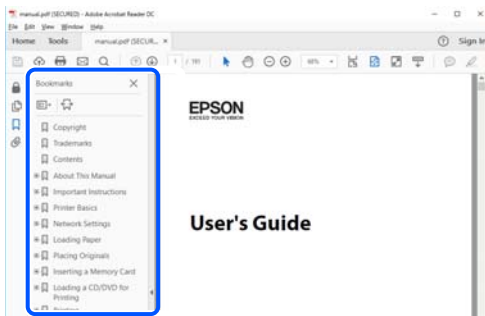 manual.pdf (SECURED) - Adobe Acrobat Reader DC
File Edit View Window Help
Home Tools manual.pdf (SECUR... × Sign In
1 / 191
Bookmarks
EPSON
EXCEED YOUR VISION
Copyright
Trademarks
Contents
About This Manual
Important Instructions
Printer Basics
Network Settings
User's Guide
Loading Paper
Placing Originals
Inserting a Memory Card
Loading a CD/DVD for
Printing